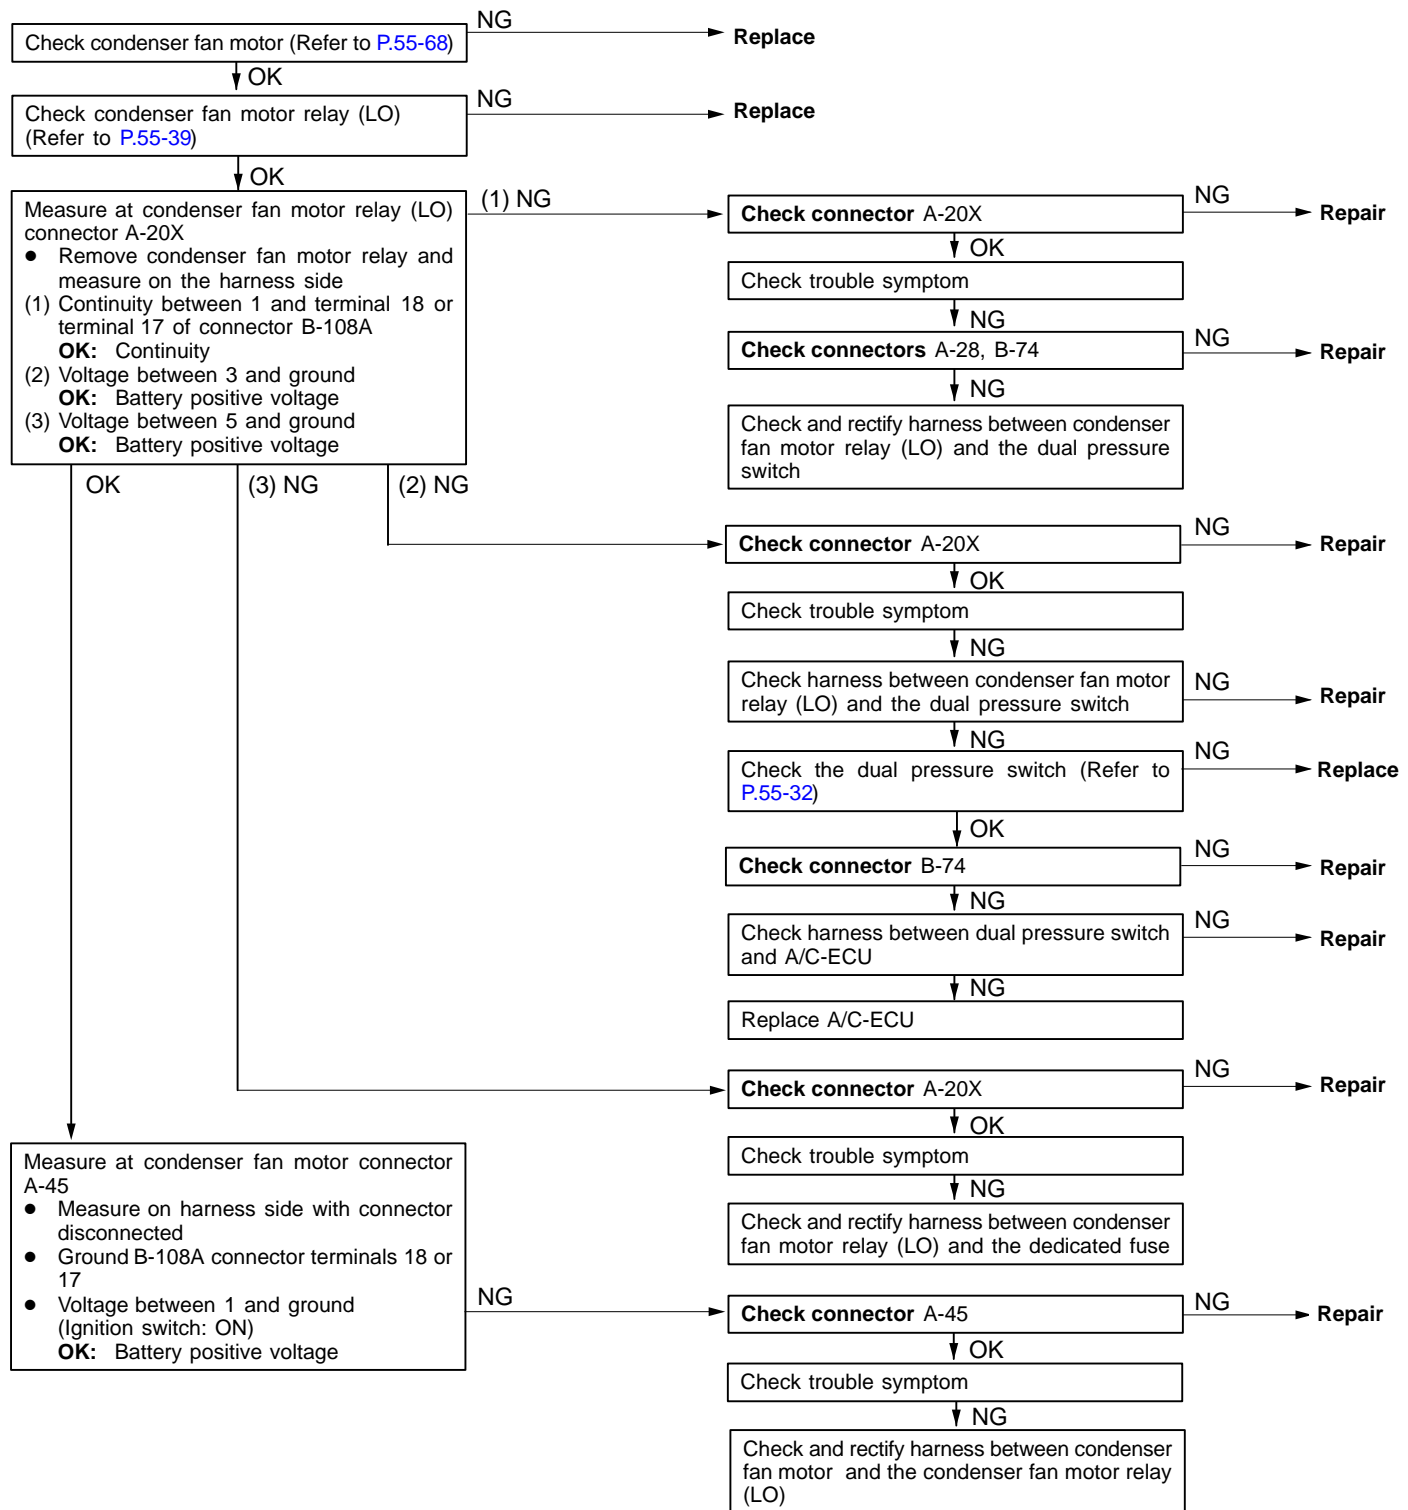 Check condenser fan motor (Refer to P.55-68)
NG
Replace
OK
Check condenser fan motor relay (LO)
(Refer to P.55-39)
NG
Replace
OK
Measure at condenser fan motor relay (LO)
connector A-20X
● Remove condenser fan motor relay and
measure on the harness side
(1) Continuity between 1 and terminal 18 or
terminal 17 of connector B-108A
OK: Continuity
(2) Voltage between 3 and ground
OK: Battery positive voltage
(3) Voltage between 5 and ground
OK: Battery positive voltage
(1) NG
Check connector A-20X
NG
Repair
OK
Check trouble symptom
NG
Check connectors A-28, B-74
NG
Repair
NG
Check and rectify harness between condenser
fan motor relay (LO) and the dual pressure
switch
OK
(3) NG
(2) NG
Check connector A-20X
NG
Repair
OK
Check trouble symptom
NG
Check harness between condenser fan motor
relay (LO) and the dual pressure switch
NG
Repair
NG
Check the dual pressure switch (Refer to
P.55-32)
NG
Replace
OK
Check connector B-74
NG
Repair
NG
Check harness between dual pressure switch
and A/C-ECU
NG
Repair
NG
Replace A/C-ECU
Check connector A-20X
NG
Repair
OK
Check trouble symptom
NG
Check and rectify harness between condenser
fan motor relay (LO) and the dedicated fuse
Measure at condenser fan motor connector
A-45
● Measure on harness side with connector
disconnected
● Ground B-108A connector terminals 18 or
17
● Voltage between 1 and ground
(Ignition switch: ON)
OK: Battery positive voltage
NG
Check connector A-45
NG
Repair
OK
Check trouble symptom
NG
Check and rectify harness between condenser
fan motor and the condenser fan motor relay
(LO)